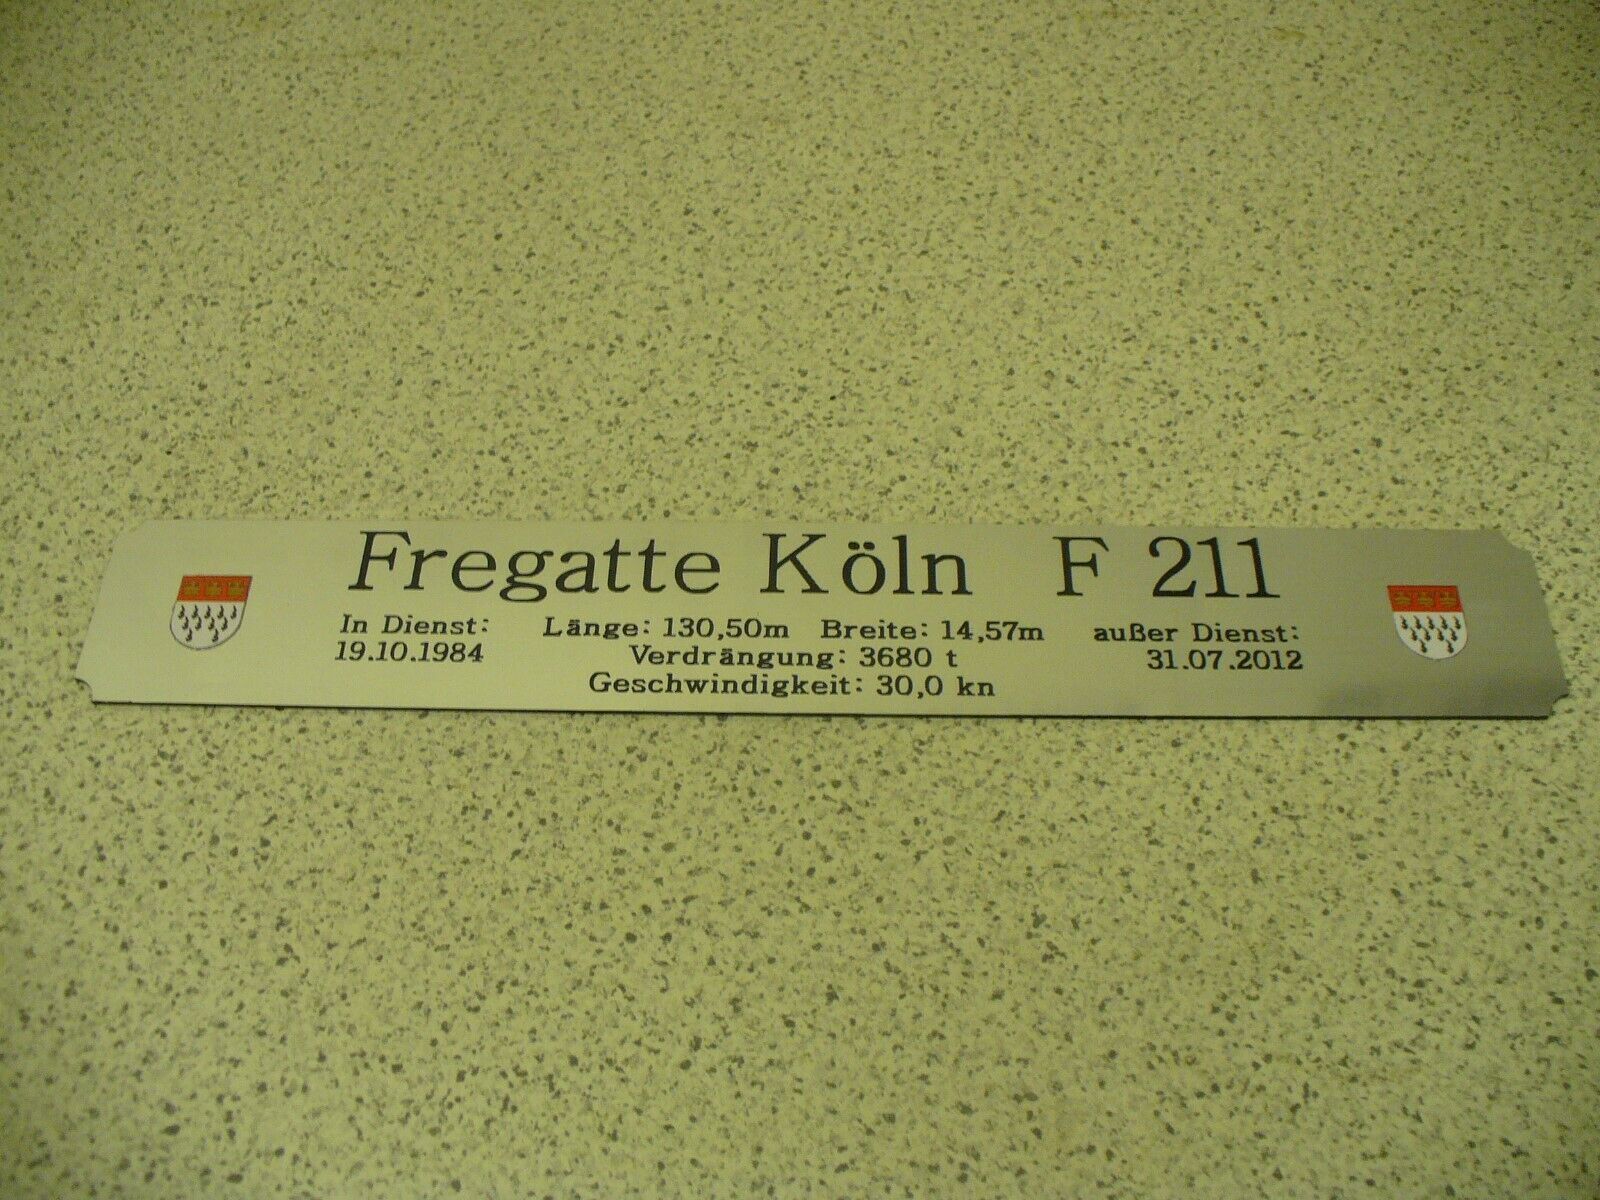 Fregatte Köln F 211
In Dienst: Länge: 130,50m Breite: 14,57m außer Dienst:
19.10.1984 Verdrängung: 3680 t 31.07.2012
Geschwindigkeit: 30,0 kn